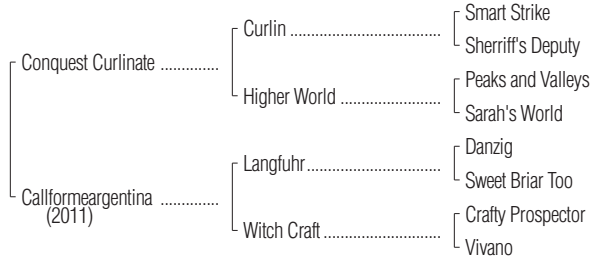 Smart Strike
Curlin ........................................
Sherriff's Deputy
Conquest Curlinate ..............
Peaks and Valleys
Higher World ...........................
Sarah's World
Danzig
Langfuhr...................................
Sweet Briar Too
Callformeargentina ..............
(2011)
Crafty Prospector
Witch Craft...............................
Vivano